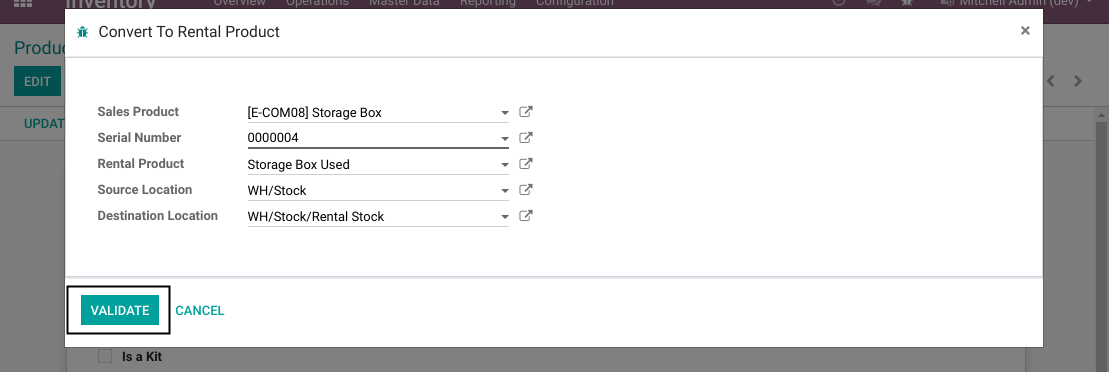 Inventory Overview Operations Master Data Reporting Configuration Mitchell Admin (dev)
Convert To Rental Product ×
Produc
EDIT
UPDAT
Sales Product [E-COM08] Storage Box
Serial Number 0000004
Rental Product Storage Box Used
Source Location WH/Stock
Destination Location WH/Stock/Rental Stock
VALIDATE CANCEL
Is a Kit